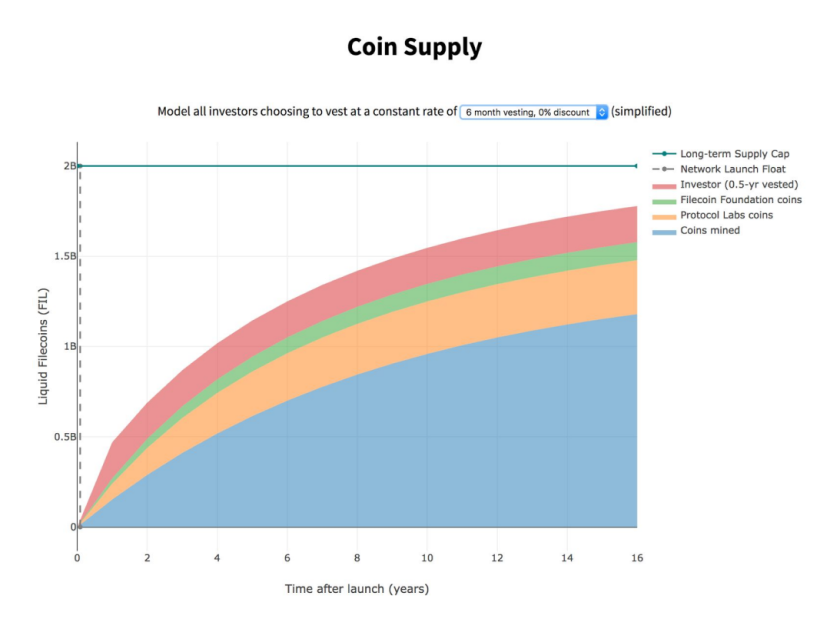 Coin Supply
Model all investors choosing to vest at a constant rate of 6 month vesting, 0% discount (simplified)
Long-term Supply Cap
Network Launch Float
Investor (0.5-yr vested)
Filecoin Foundation coins
Protocol Labs coins
Coins mined
Liquid Filecoins (FIL)
2B
1.5B
1B
0.5B
0
0 2 4 6 8 10 12 14 16
Time after launch (years)